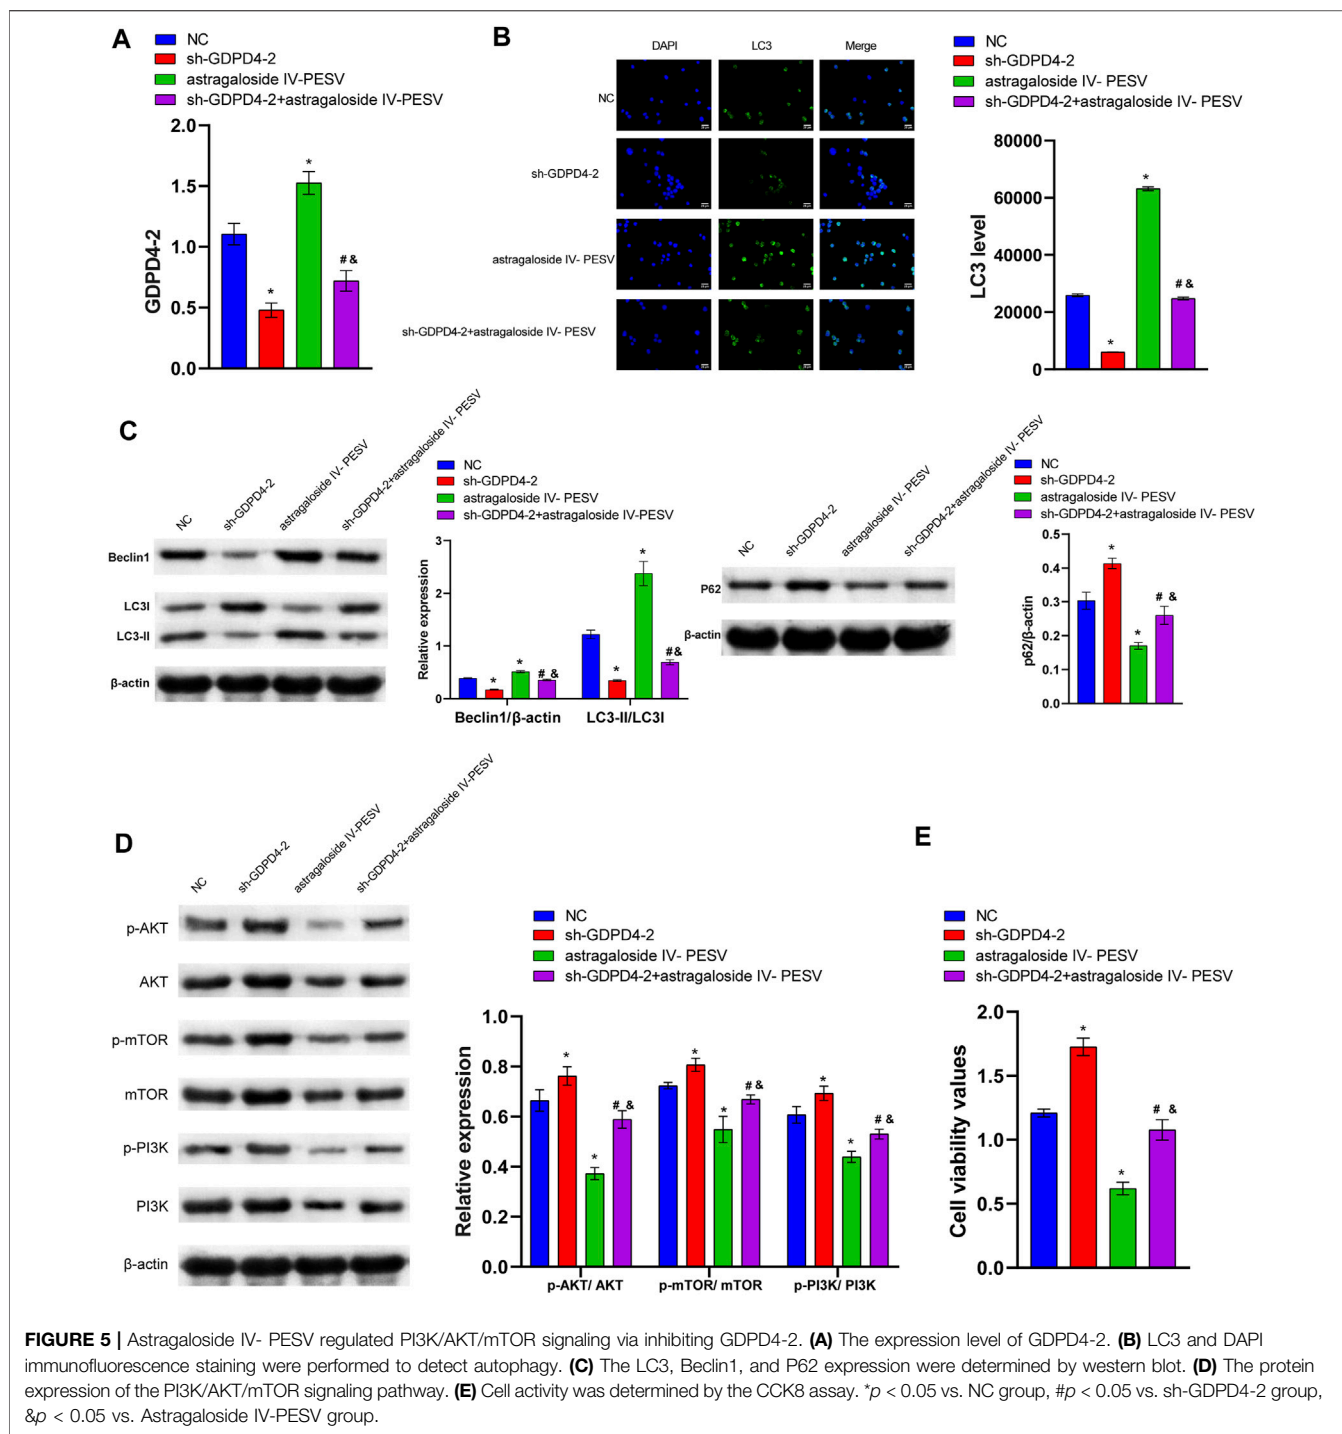 A
NC
sh-GDPD4-2
astragaloside IV-PESV
sh-GDPD4-2+astragaloside IV-PESV
GDPD4-2
2.0
1.5
1.0
0.5
0.0
*
*
# &
B
DAPI LC3 Merge
NC
sh-GDPD4-2
astragaloside IV- PESV
sh-GDPD4-2+astragaloside IV- PESV
NC
sh-GDPD4-2
astragaloside IV- PESV
sh-GDPD4-2+astragaloside IV- PESV
LC3 level
80000
60000
40000
20000
0
*
*
# &
C
NC
sh-GDPD4-2
astragaloside IV- PESV
sh-GDPD4-2+astragaloside IV- PESV
Beclin1
LC3I
LC3-II
β-actin
NC
sh-GDPD4-2
astragaloside IV- PESV
sh-GDPD4-2+astragaloside IV-PESV
Relative expression
3
2
1
0
*
*
# &
*
*
#&
Beclin1/β-actin LC3-II/LC3I
NC
sh-GDPD4-2
astragaloside IV- PESV
sh-GDPD4-2+astragaloside IV- PESV
P62
β-actin
NC
sh-GDPD4-2
astragaloside IV- PESV
sh-GDPD4-2+astragaloside IV- PESV
p62/β-actin
0.5
0.4
0.3
0.2
0.1
0.0
*
*
# &
D
NC
sh-GDPD4-2
astragaloside IV-PESV
sh-GDPD4-2+astragaloside IV-PESV
p-AKT
AKT
p-mTOR
mTOR
p-PI3K
PI3K
β-actin
NC
sh-GDPD4-2
astragaloside IV- PESV
sh-GDPD4-2+astragaloside IV- PESV
Relative expression
1.0
0.8
0.6
0.4
0.2
0.0
*
*
# &
*
*
# &
*
*
# &
p-AKT/ AKT p-mTOR/ mTOR p-PI3K/ PI3K
E
NC
sh-GDPD4-2
astragaloside IV- PESV
sh-GDPD4-2+astragaloside IV- PESV
Cell viability values
2.0
1.5
1.0
0.5
0.0
*
*
# &
FIGURE 5 | Astragaloside IV- PESV regulated PI3K/AKT/mTOR signaling via inhibiting GDPD4-2. (A) The expression level of GDPD4-2. (B) LC3 and DAPI
immunofluorescence staining were performed to detect autophagy. (C) The LC3, Beclin1, and P62 expression were determined by western blot. (D) The protein
expression of the PI3K/AKT/mTOR signaling pathway. (E) Cell activity was determined by the CCK8 assay. *p < 0.05 vs. NC group, #p < 0.05 vs. sh-GDPD4-2 group,
&p < 0.05 vs. Astragaloside IV-PESV group.